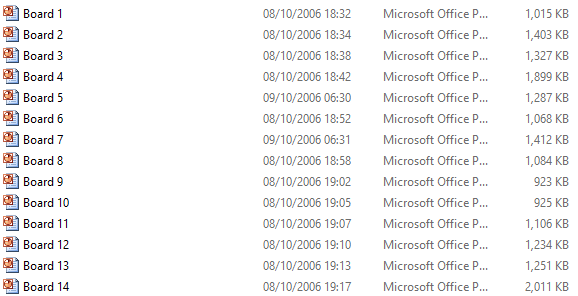 Board 1 08/10/2006 18:32 Microsoft Office P... 1,015 KB
Board 2 08/10/2006 18:34 Microsoft Office P... 1,403 KB
Board 3 08/10/2006 18:38 Microsoft Office P... 1,327 KB
Board 4 08/10/2006 18:42 Microsoft Office P... 1,899 KB
Board 5 09/10/2006 06:30 Microsoft Office P... 1,287 KB
Board 6 08/10/2006 18:52 Microsoft Office P... 1,068 KB
Board 7 09/10/2006 06:31 Microsoft Office P... 1,412 KB
Board 8 08/10/2006 18:58 Microsoft Office P... 1,084 KB
Board 9 08/10/2006 19:02 Microsoft Office P... 923 KB
Board 10 08/10/2006 19:05 Microsoft Office P... 925 KB
Board 11 08/10/2006 19:07 Microsoft Office P... 1,106 KB
Board 12 08/10/2006 19:10 Microsoft Office P... 1,234 KB
Board 13 08/10/2006 19:13 Microsoft Office P... 1,251 KB
Board 14 08/10/2006 19:17 Microsoft Office P... 2,011 KB